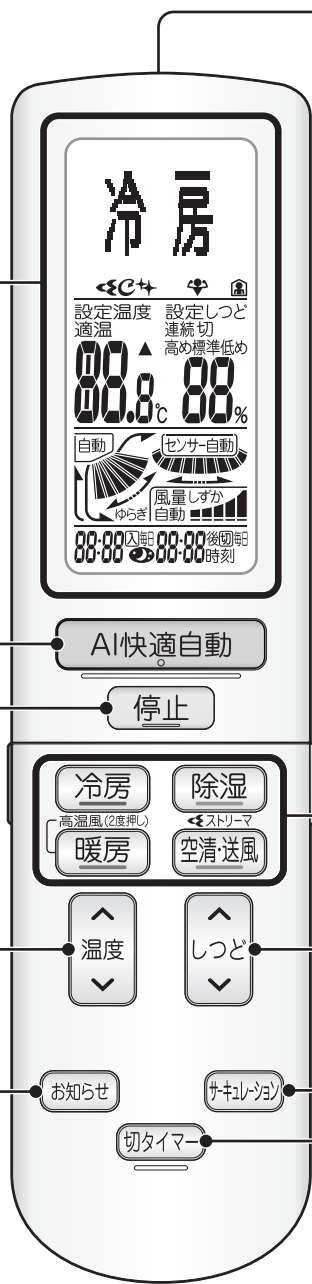 冷房
設定温度 設定しつど
適温 連続 切
高め標準低め
88.8℃ 88%
自動 センサー自動
風量 しずか
ゆらぎ 自動
88:88 入 毎日 88:88 後 切 毎日
時刻
AI快適自動
停止
冷房 除湿
高温風(2度押し) ストリーマ
暖房 空清・送風
温度 しつど
お知らせ サーキュレーション
切タイマー